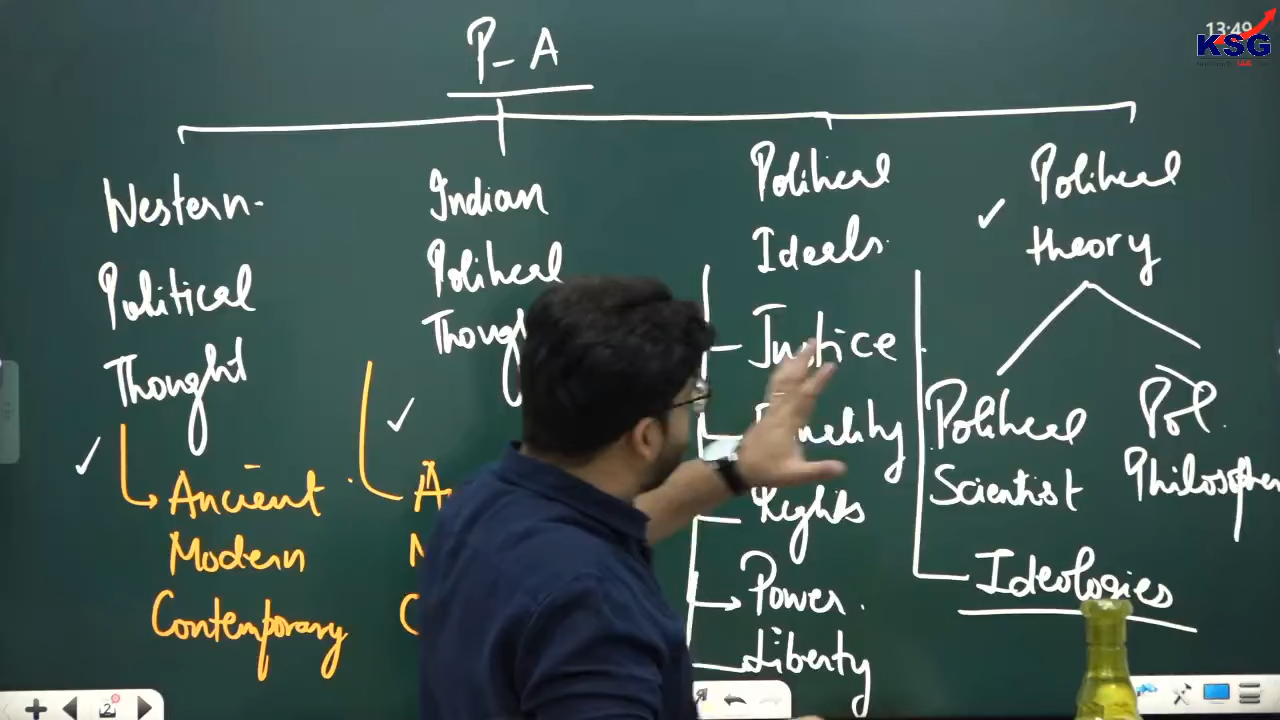 13:49
KSG
P-A
Western
Political
Thought
Ancient
Modern
Contemporary
Indian
Political
Political
Ideals
Justice
Rights
Power
Liberty
Political
theory
Political
Scientist
Pol.
Philosopher
Ideologies
2